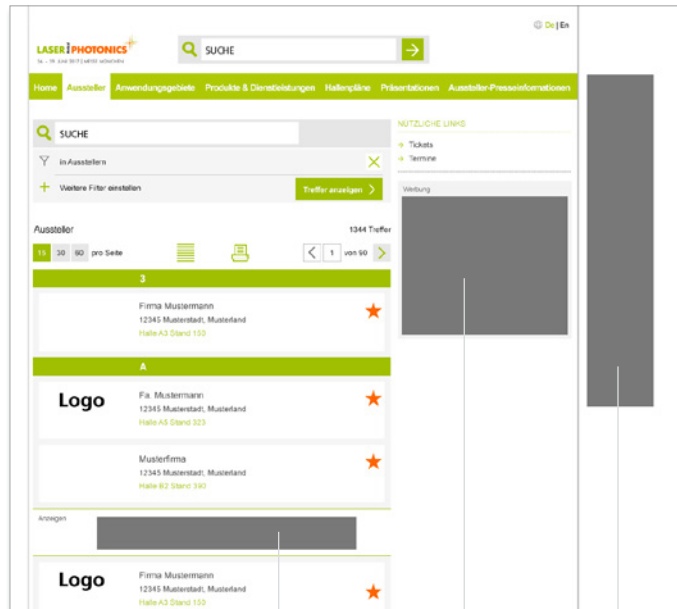 De | En
LASER PHOTONICS
SUCHE
Home Aussteller Anwendungsgebiete Produkte & Dienstleistungen Hallenpläne Präsentationen Aussteller-Presseinformationen
SUCHE
in Ausstellern
Weitere Filter einstellen
Treffer anzeigen
NÜTZLICHE LINKS
Tickets
Termine
Werbung
Aussteller
1344 Treffer
15 30 60 pro Seite
1 von 90
3
Firma Mustermann
12345 Musterstadt, Musterland
Halle A3 Stand 153
A
Logo
Fa. Mustermann
12345 Musterstadt, Musterland
Halle A5 Stand 323
Musterfirma
12345 Musterstadt, Musterland
Halle B2 Stand 390
Anzeigen
Logo
Firma Mustermann
12345 Musterstadt, Musterland
Halle A3 Stand 153